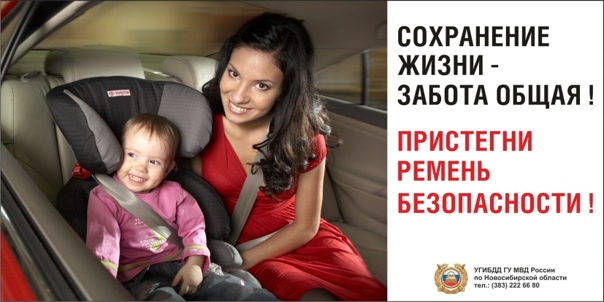 СОХРАНЕНИЕ
ЖИЗНИ -
ЗАБОТА ОБЩАЯ !
ПРИСТЕГНИ
РЕМЕНЬ
БЕЗОПАСНОСТИ !
УГИБДД ГУ МВД России
по Новосибирской области
тел.: (383) 222 66 80